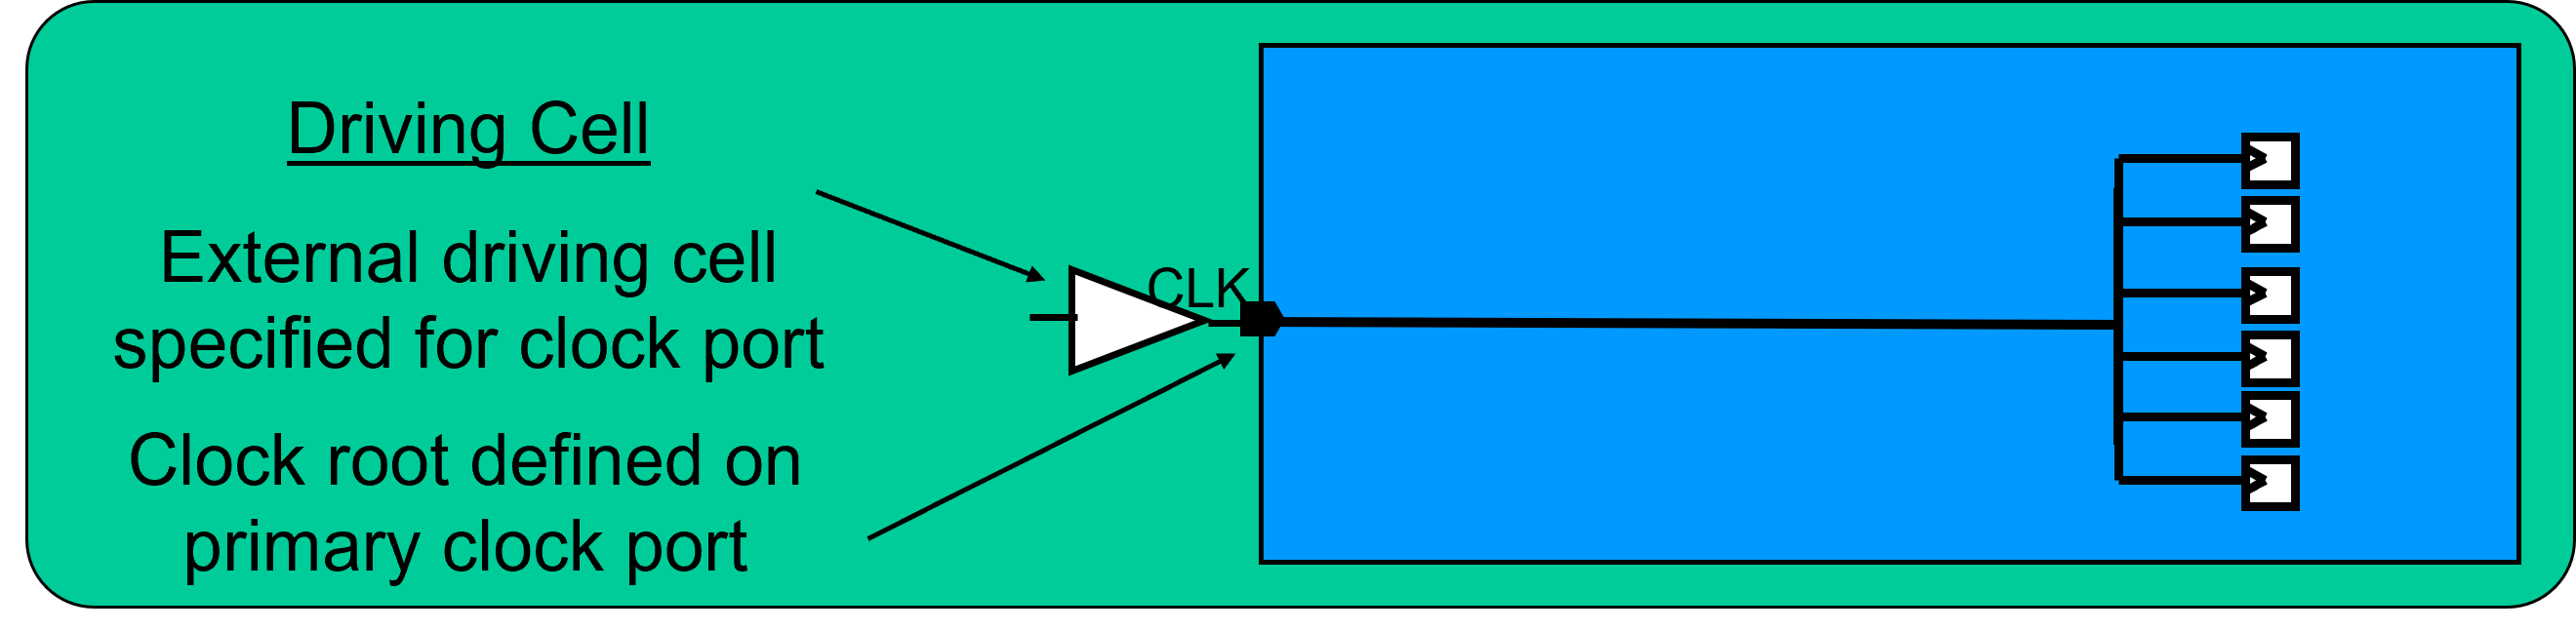 Driving Cell
External driving cell
specified for clock port
CLK
Clock root defined on
primary clock port